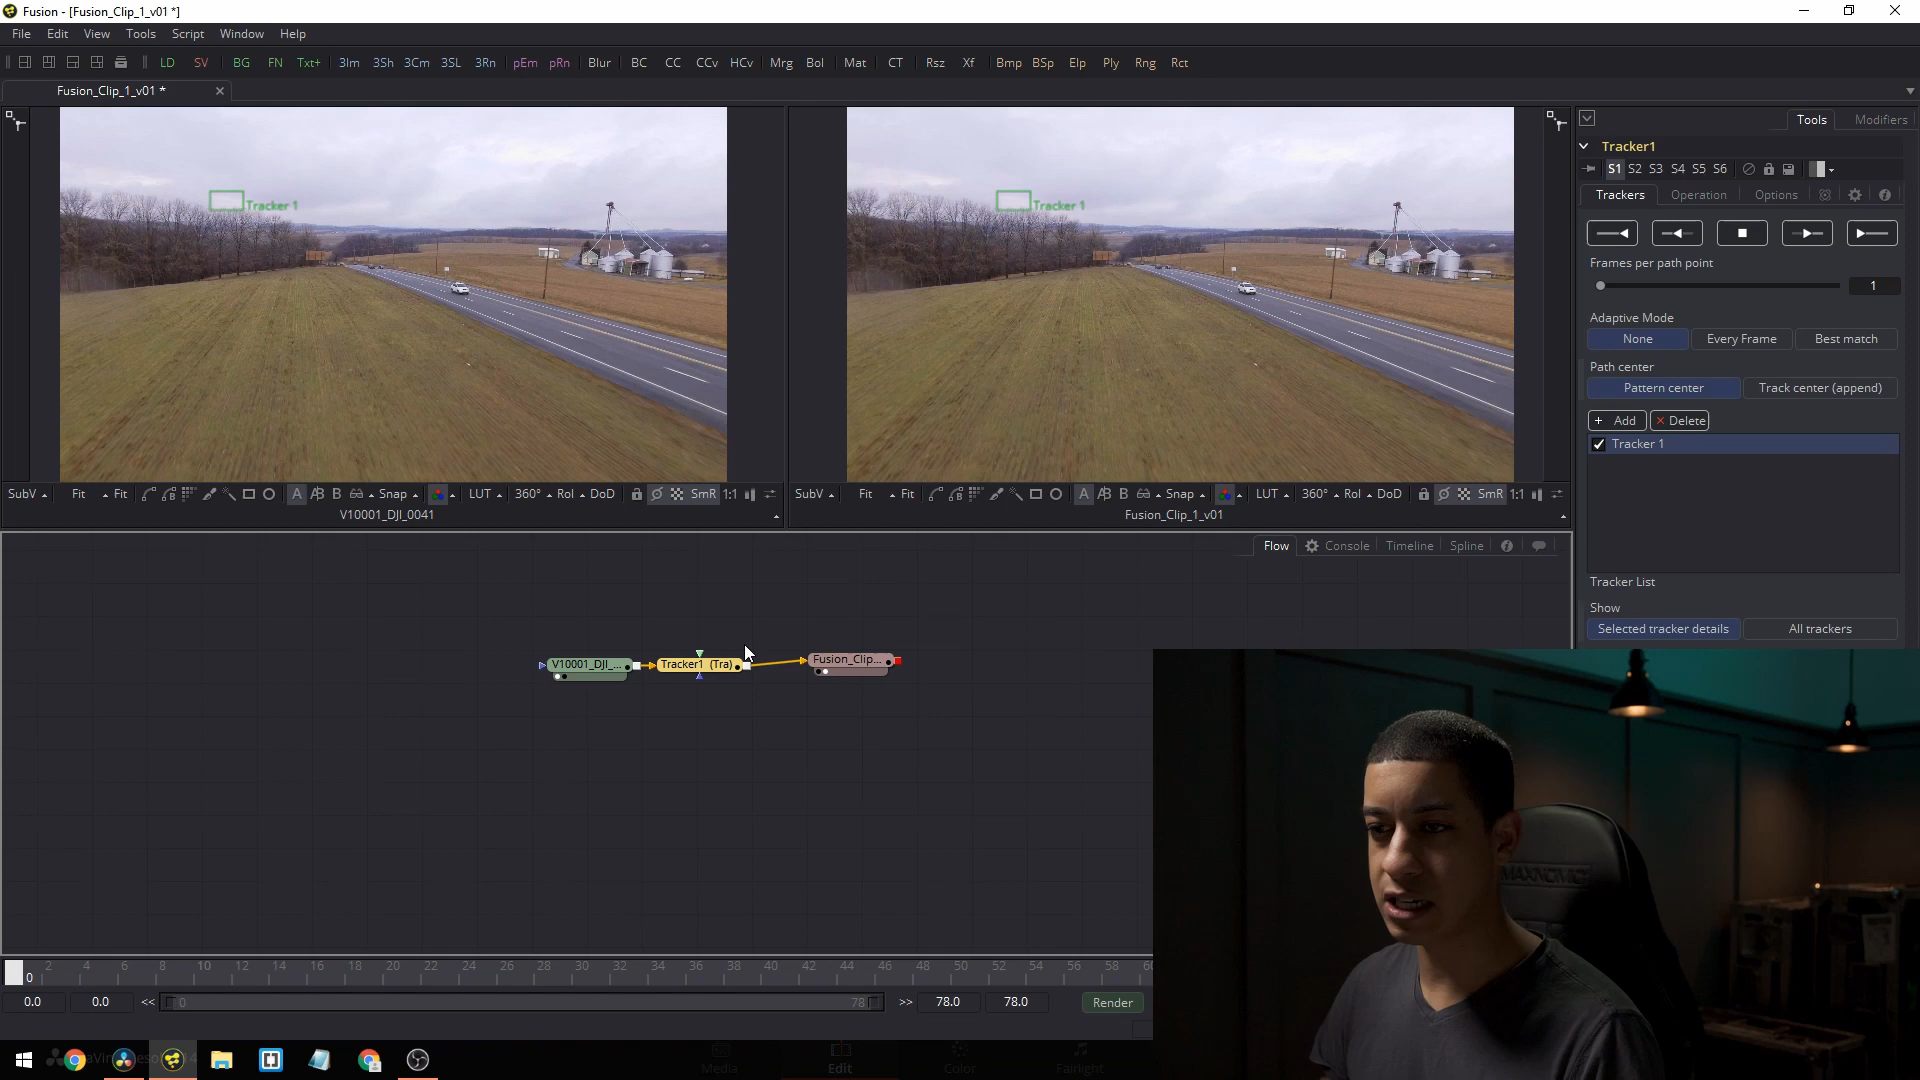 Fusion - [Fusion_Clip_1_v01 *]
File Edit View Tools Script Window Help
LD SV BG FN Txt+ 3Im 3Sh 3Cm 3SL 3Rn pEm pRn Blur BC CC CCv HCv Mrg Bol Mat CT Rsz Xf Bmp BSp Elp Ply Rng Rct
Fusion_Clip_1_v01 *
Tools Modifiers
Tracker1
S1 S2 S3 S4 S5 S6
Trackers Operation Options
Tracker 1
Tracker 1
Frames per path point
1
Adaptive Mode
None Every Frame Best match
Path center
Pattern center Track center (append)
+ Add × Delete
Tracker 1
Tracker List
Show
Selected tracker details All trackers
SubV Fit Fit A B B Snap LUT 360° RoI DoD SmR 1:1
V10001_DJI_0041
SubV Fit Fit A B B Snap LUT 360° RoI DoD SmR 1:1
Fusion_Clip_1_v01
Flow Console Timeline Spline
V10001_DJI_...
Tracker1 (Tra)
Fusion_Clip...
MAXNOMIC
0 2 4 6 8 10 12 14 16 18 20 22 24 26 28 30 32 34 36 38 40 42 44 46 48 50 52 54 56 58
0.0 0.0 << 0 78 >> 78.0 78.0 Render
Media Edit Color Fairlight